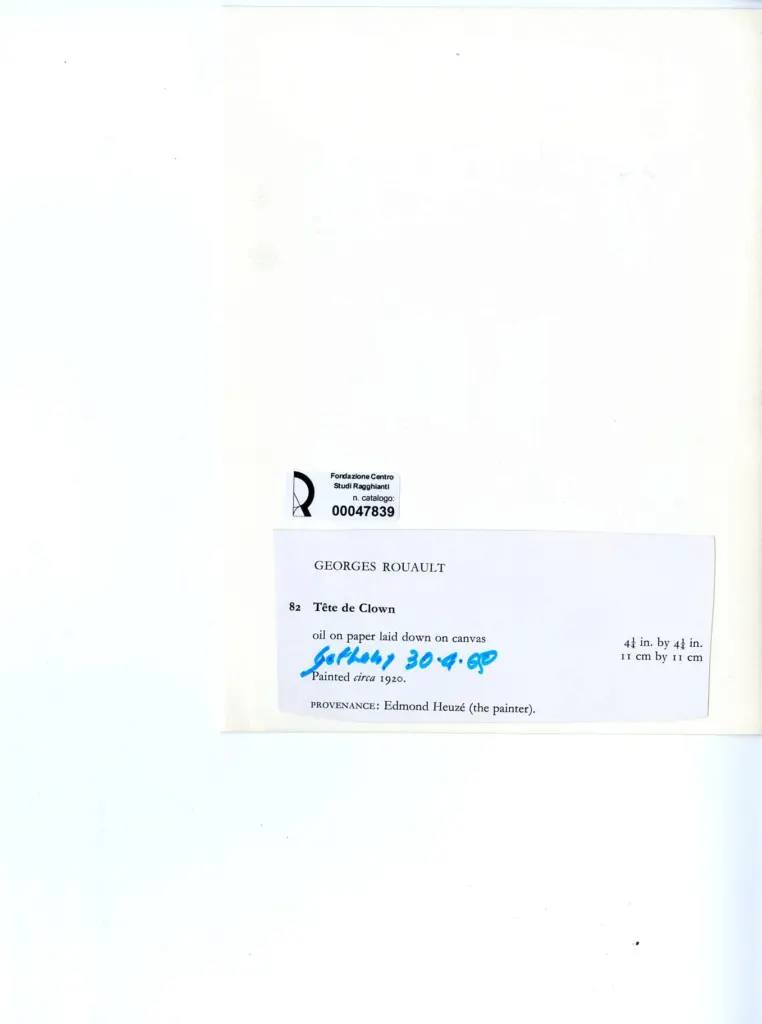 Fondazione Centro
Studi Ragghianti
n. catalogo:
00047839
GEORGES ROUAULT
82 Tête de Clown
oil on paper laid down on canvas
4¼ in. by 4¼ in.
11 cm by 11 cm
30·4·69
Painted circa 1920.
PROVENANCE: Edmond Heuzé (the painter).